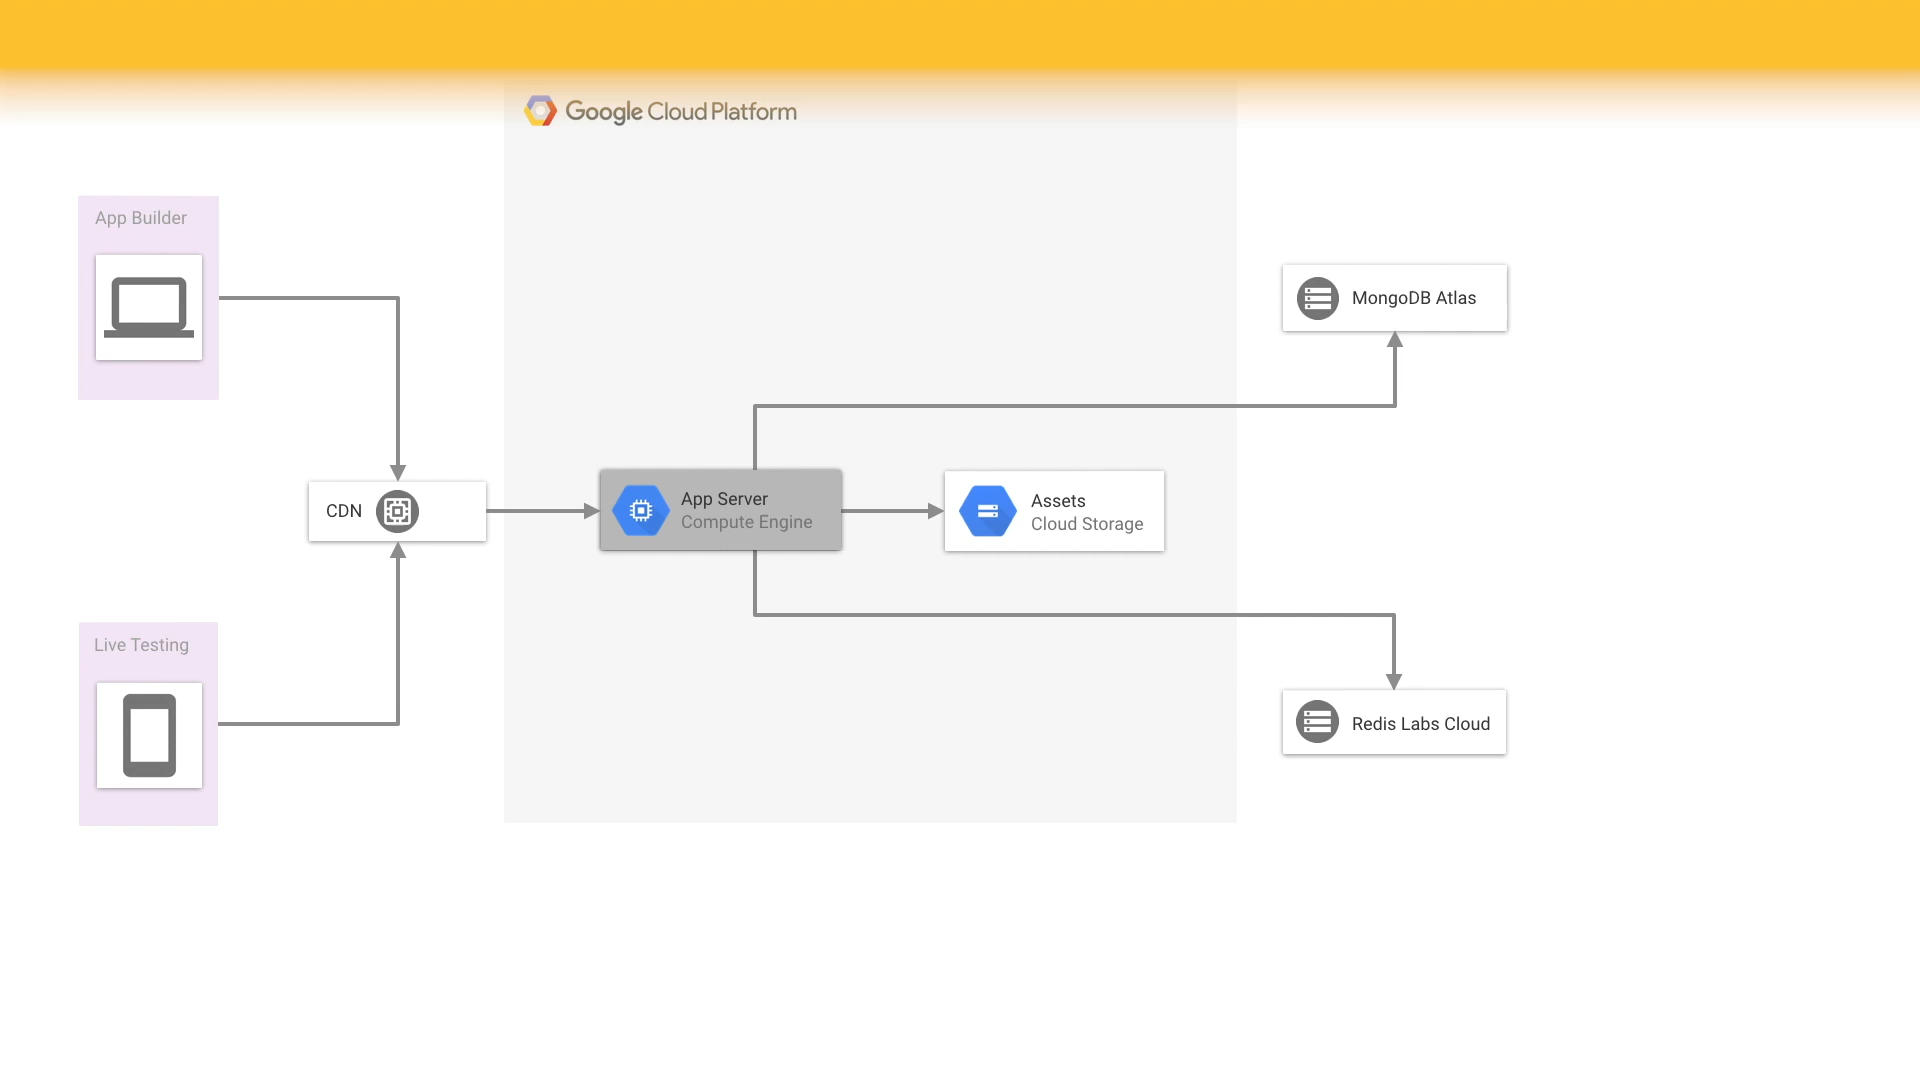 Google Cloud Platform
App Builder
MongoDB Atlas
CDN
App Server
Compute Engine
Assets
Cloud Storage
Live Testing
Redis Labs Cloud